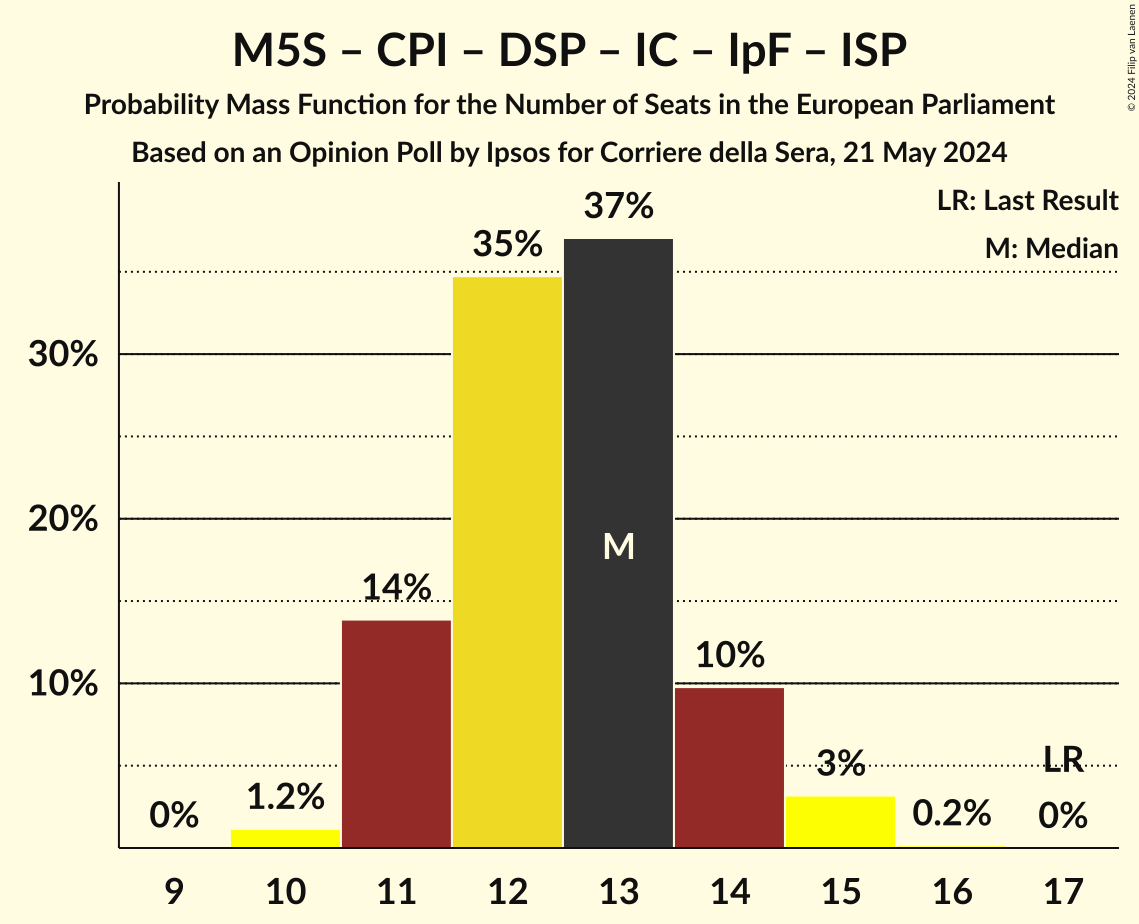 M5S – CPI – DSP – IC – IpF – ISP
Probability Mass Function for the Number of Seats in the European Parliament
Based on an Opinion Poll by Ipsos for Corriere della Sera, 21 May 2024
© 2024 Filip van Laenen
LR: Last Result
M: Median
30%
20%
10%
0%
1.2%
14%
35%
37%
M
10%
3%
0.2%
LR
0%
9 10 11 12 13 14 15 16 17